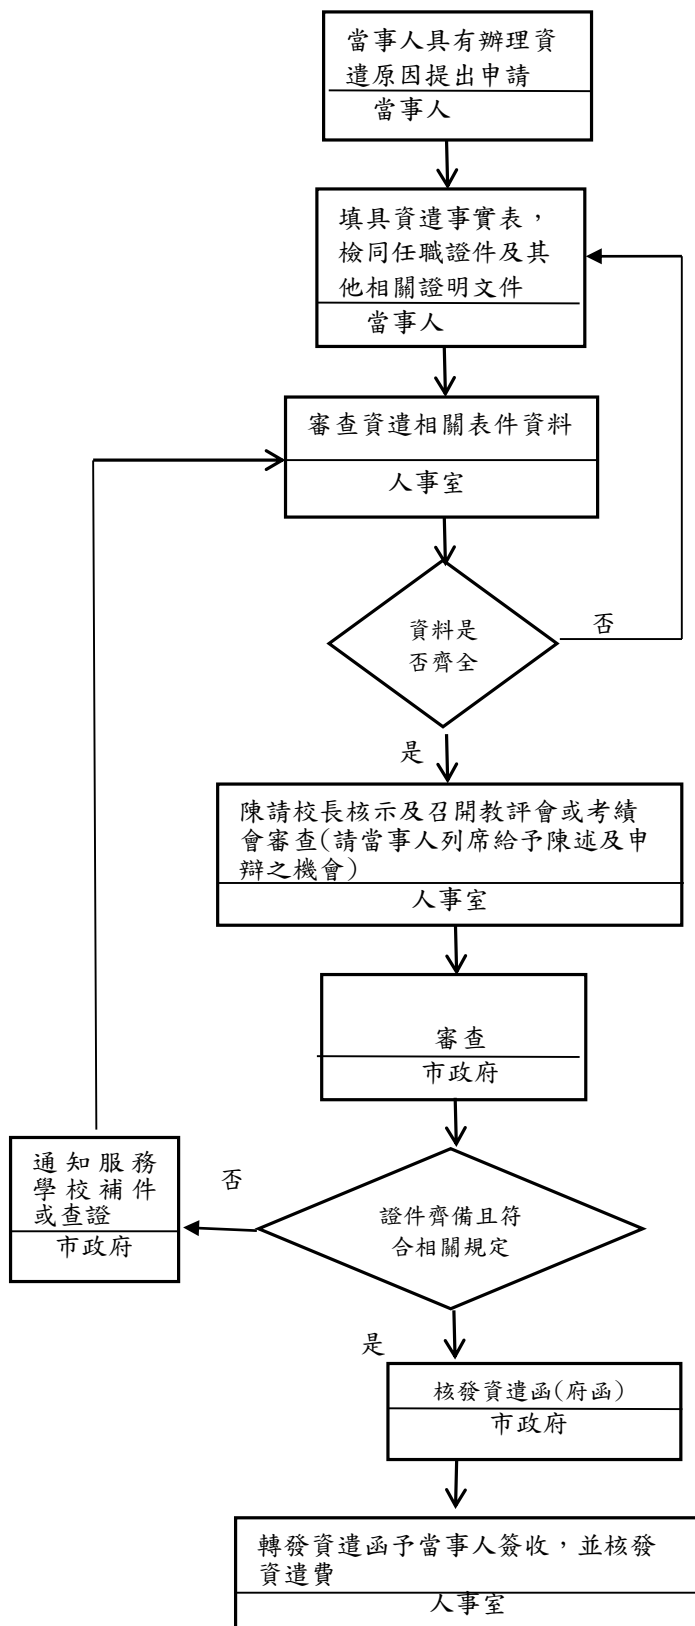 當事人具有辦理資
遣原因提出申請
當事人
填具資遣事實表，
檢同任職證件及其
他相關證明文件
當事人
審查資遣相關表件資料
人事室
資料是
否齊全
否
是
陳請校長核示及召開教評會或考績
會審查(請當事人列席給予陳述及申
辯之機會)
人事室
審查
市政府
通知服務
學校補件
或查證
市政府
否
證件齊備且符
合相關規定
是
核發資遣函(府函)
市政府
轉發資遣函予當事人簽收，並核發
資遣費
人事室